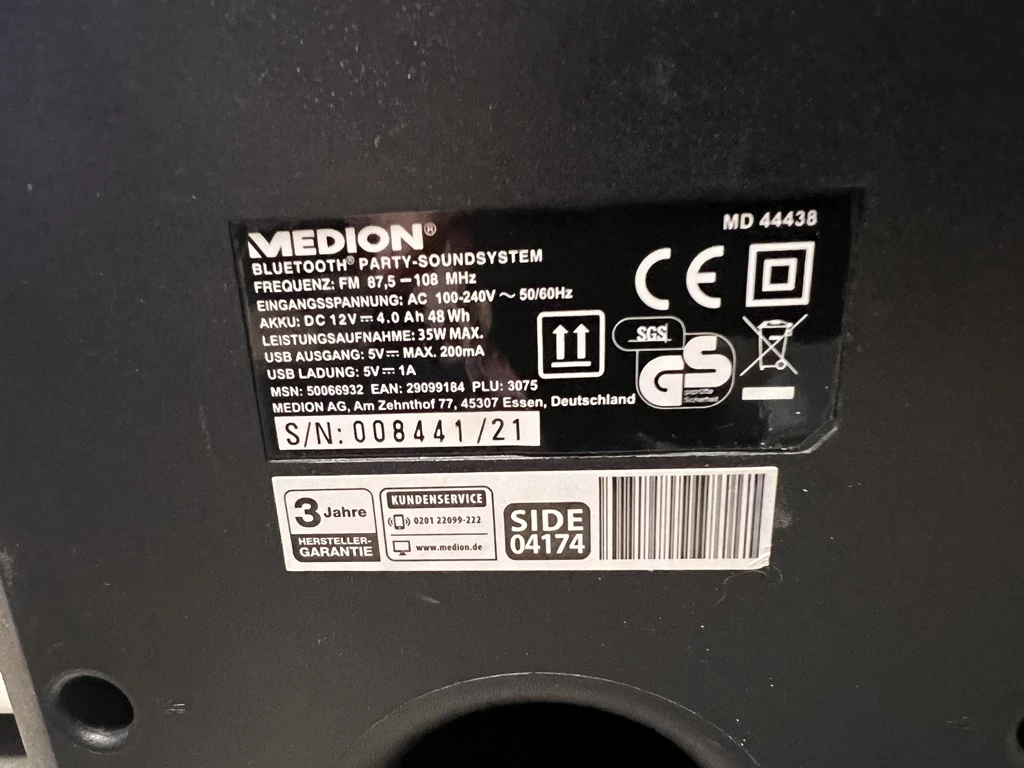 MD 44438
MEDION®
BLUETOOTH® PARTY-SOUNDSYSTEM
FREQUENZ: FM 87,5 – 108 MHz
EINGANGSSPANNUNG: AC 100-240V ~ 50/60Hz
AKKU: DC 12V ⎓ 4.0 Ah 48 Wh
LEISTUNGSAUFNAHME: 35W MAX.
USB AUSGANG: 5V ⎓ MAX. 200mA
USB LADUNG: 5V ⎓ 1A
MSN: 50066932 EAN: 29099184 PLU: 3075
MEDION AG, Am Zehnthof 77, 45307 Essen, Deutschland
S/N: 008441/21
CE
SGS
GS
geprüfte
Sicherheit
3 Jahre
HERSTELLER-
GARANTIE
KUNDENSERVICE
0201 22099-222
www.medion.de
SIDE
04174